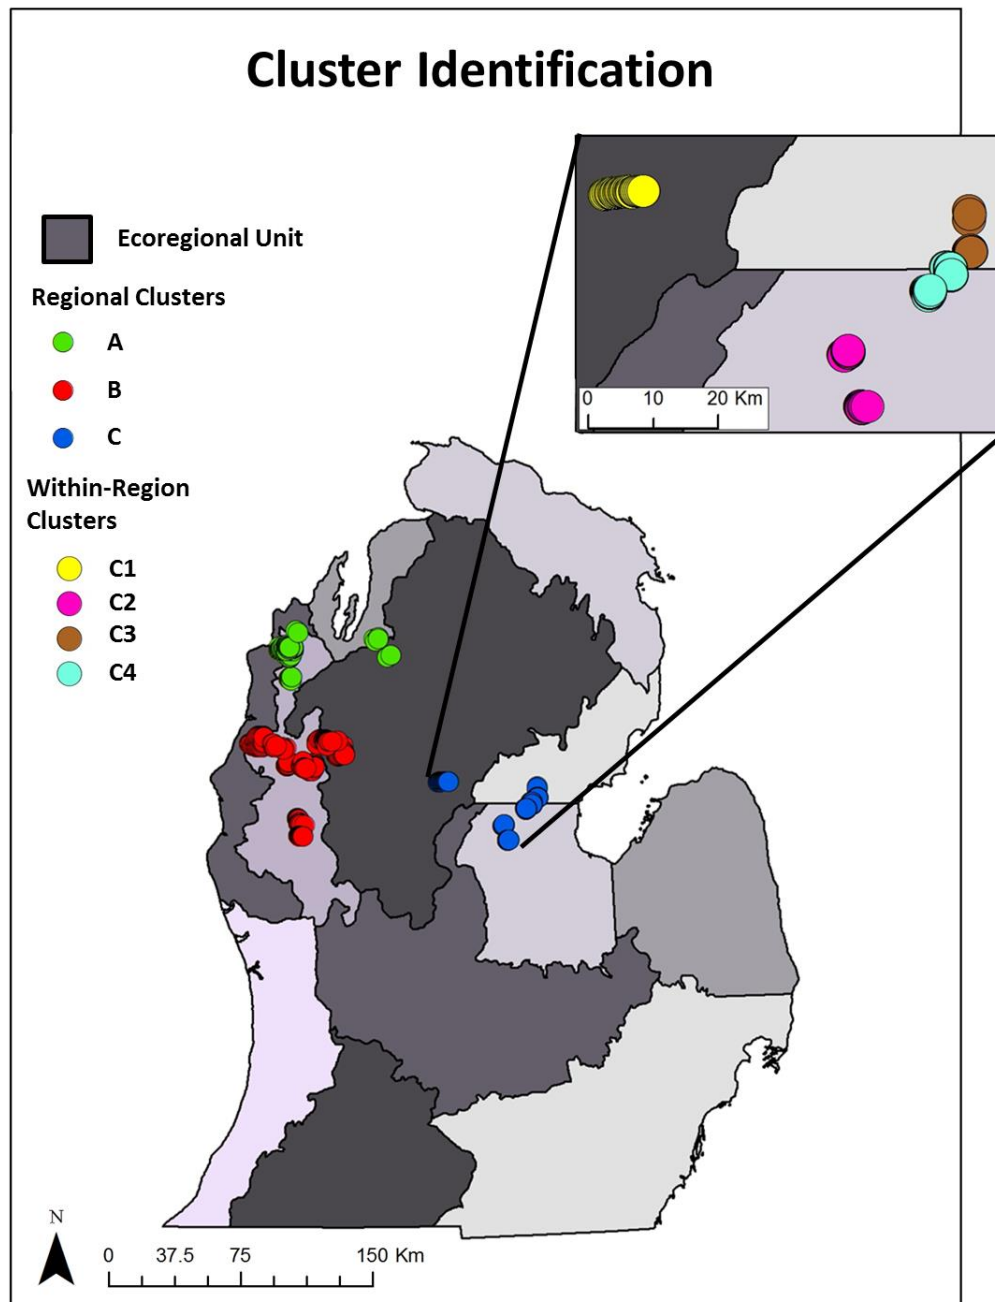 Cluster Identification
Ecoregional Unit
Regional Clusters
A
B
C
Within-Region
Clusters
C1
C2
C3
C4
0 10 20 Km
N
0 37.5 75 150 Km